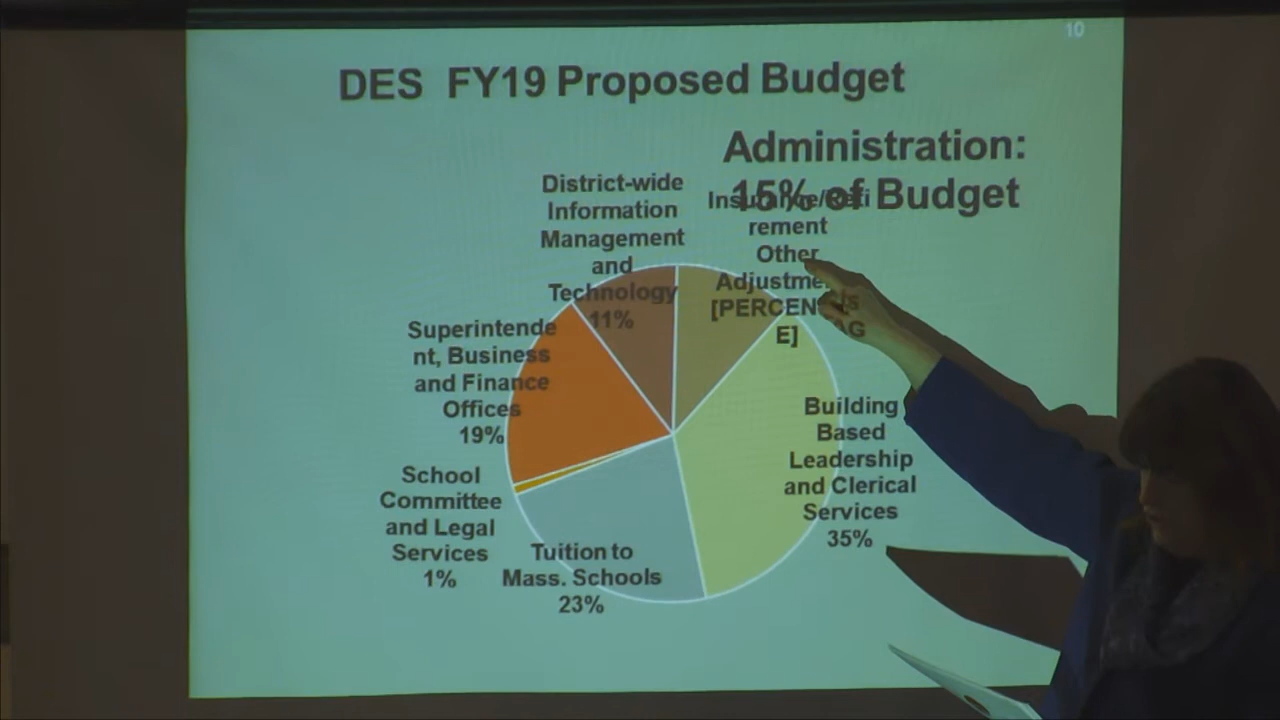 10
DES FY19 Proposed Budget
Administration:
15% of Budget
District-wide
Information
Management
and
Technology
11%
rement
Other
[PERCENTAG
E]
Superintende
nt, Business
and Finance
Offices
19%
Building
Based
Leadership
and Clerical
Services
35%
School
Committee
and Legal
Services
1%
Tuition to
Mass. Schools
23%